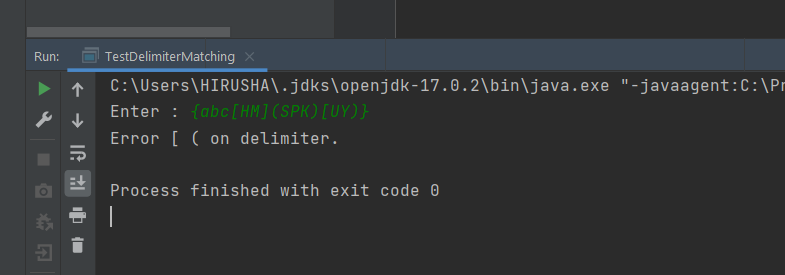 Run: TestDelimiterMatching
C:\Users\HIRUSHA\.jdks\openjdk-17.0.2\bin\java.exe "-javaagent:C:\Pr
Enter : {abc[HM](SPK)[UY)}
Error [ ( on delimiter.
Process finished with exit code 0